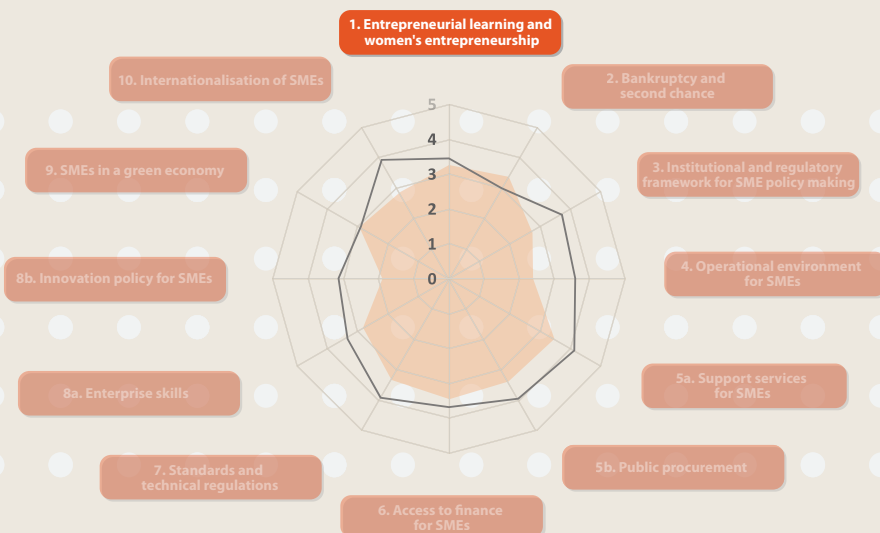 1. Entrepreneurial learning and
women's entrepreneurship
10. Internationalisation of SMEs
2. Bankruptcy and
second chance
5
4
3
2
1
0
9. SMEs in a green economy
3. Institutional and regulatory
framework for SME policy making
8b. Innovation policy for SMEs
4. Operational environment
for SMEs
8a. Enterprise skills
5a. Support services
for SMEs
7. Standards and
technical regulations
5b. Public procurement
6. Access to finance
for SMEs